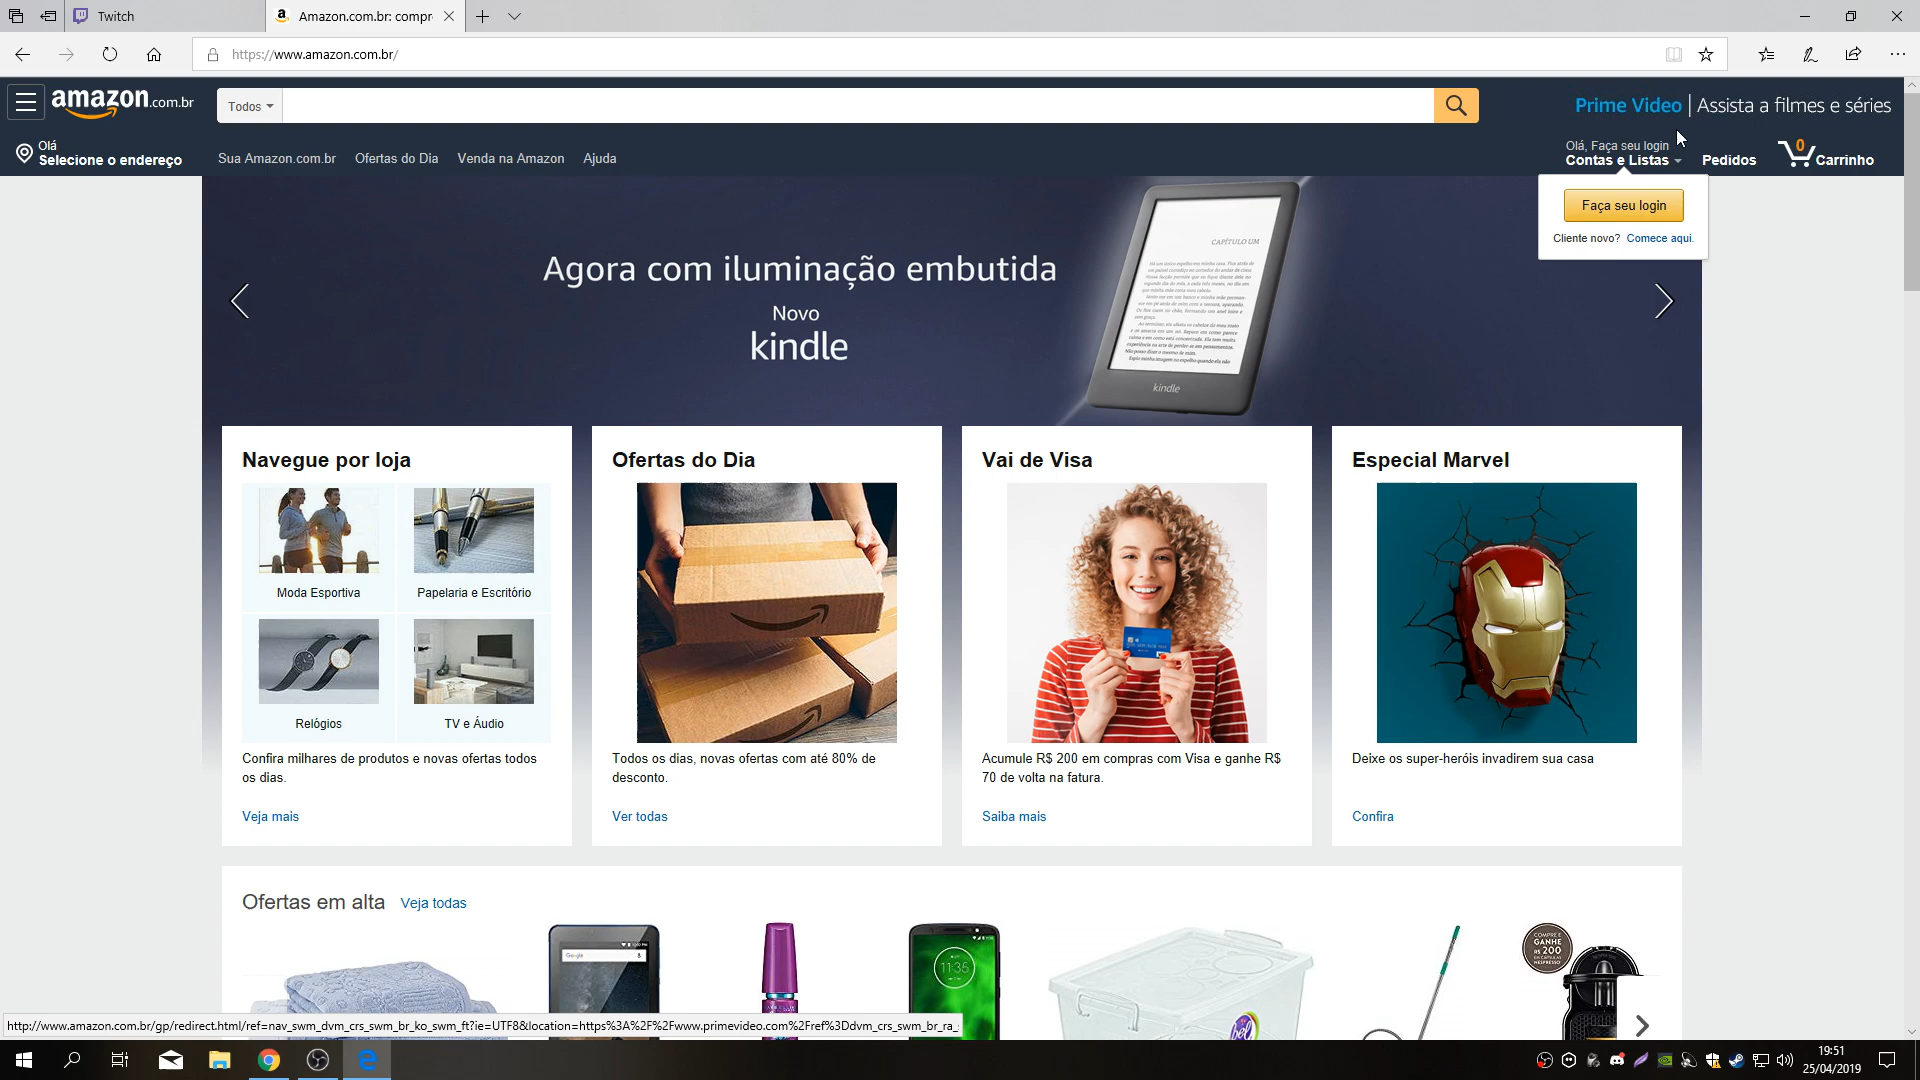 Twitch
Amazon.com.br: compr
https://www.amazon.com.br/
amazon.com.br
Todos
Prime Video | Assista a filmes e séries
Olá
Selecione o endereço
Sua Amazon.com.br
Ofertas do Dia
Venda na Amazon
Ajuda
Olá, Faça seu login
Contas e Listas
Pedidos
0
Carrinho
Faça seu login
Cliente novo? Comece aqui.
Agora com iluminação embutida
Novo
kindle
CAPÍTULO UM
kindle
Navegue por loja
Moda Esportiva
Papelaria e Escritório
Relógios
TV e Áudio
Confira milhares de produtos e novas ofertas todos
os dias.
Veja mais
Ofertas do Dia
Todos os dias, novas ofertas com até 80% de
desconto.
Ver todas
Vai de Visa
Acumule R$ 200 em compras com Visa e ganhe R$
70 de volta na fatura.
Saiba mais
Especial Marvel
Deixe os super-heróis invadirem sua casa
Confira
Ofertas em alta
Veja todas
Google
11:35
COMPRE E
GANHE
R$200
http://www.amazon.com.br/gp/redirect.html/ref=nav_swm_dvm_crs_swm_br_ko_swm_ft?ie=UTF8&location=https%3A%2F%2Fwww.primevideo.com%2Fref%3Ddvm_crs_swm_br_ra_
19:51
25/04/2019